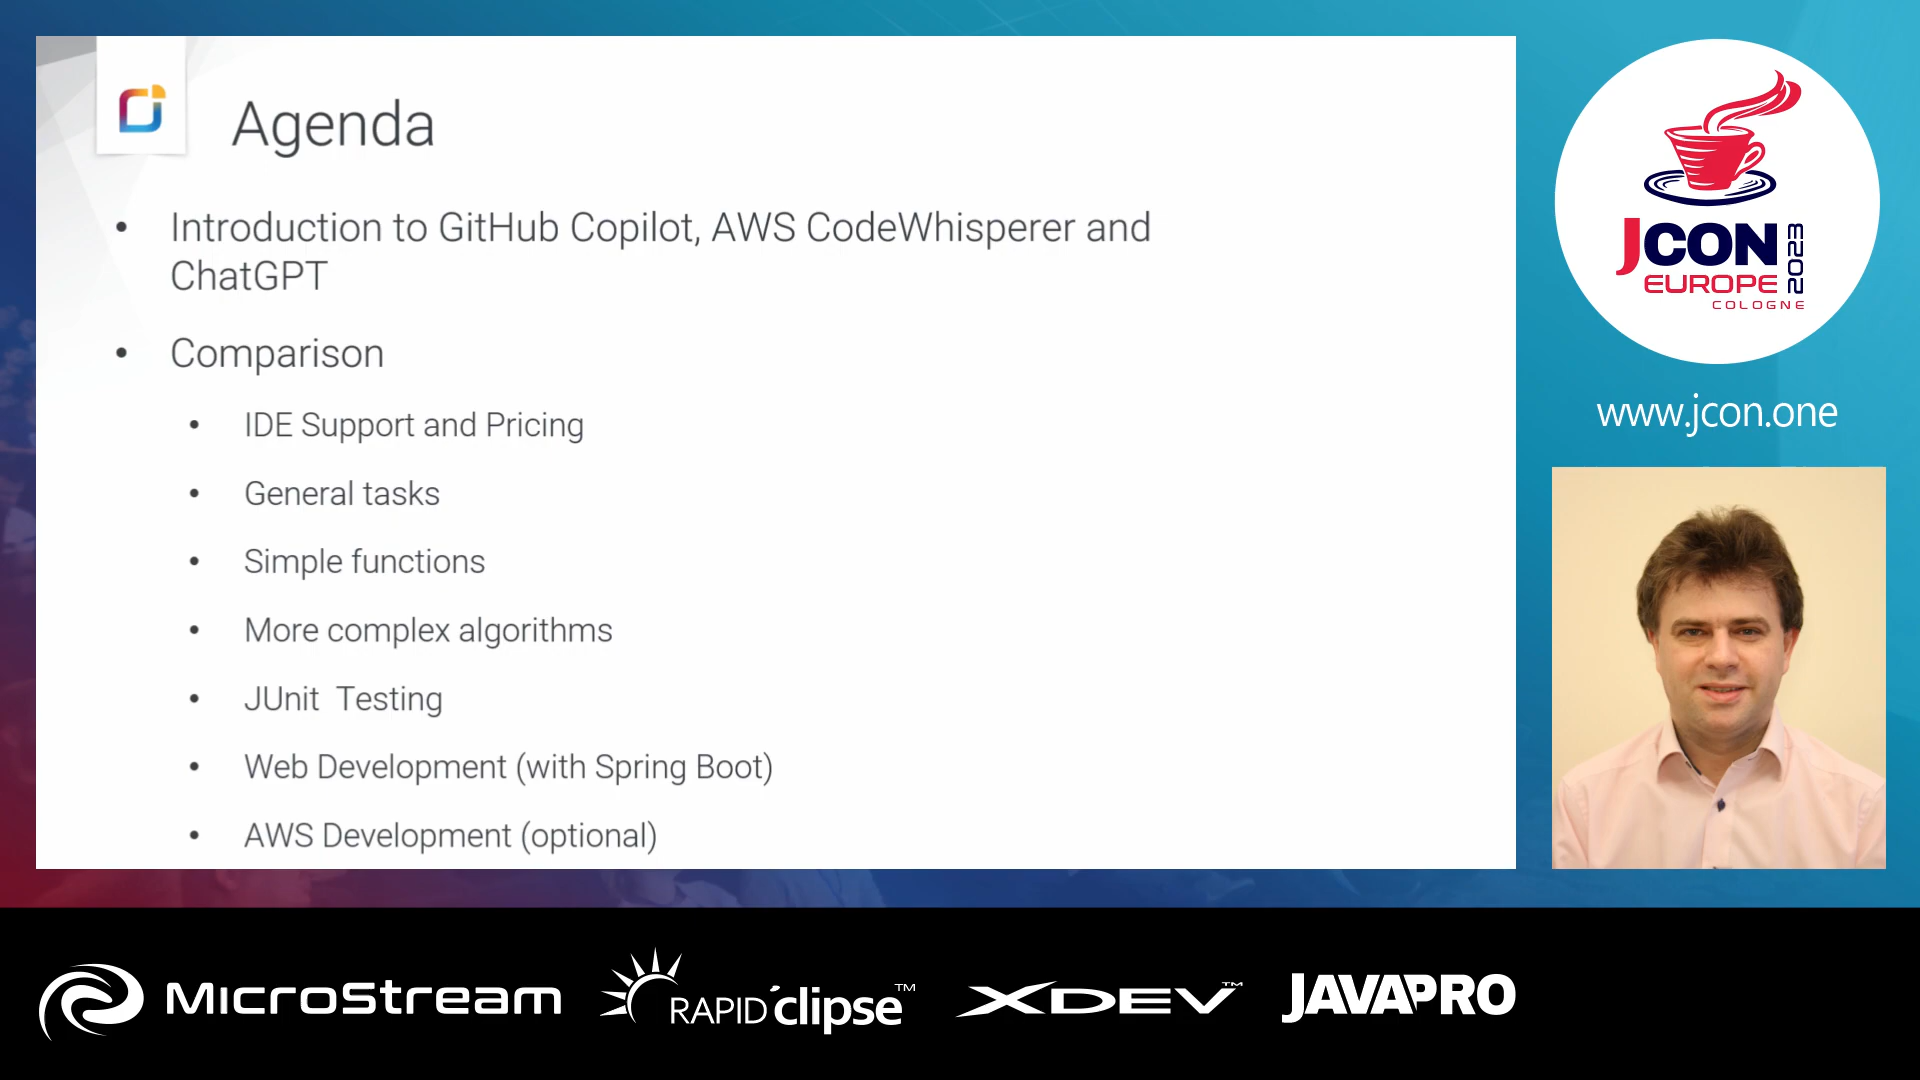 Agenda
• Introduction to GitHub Copilot, AWS CodeWhisperer and
ChatGPT
• Comparison
• IDE Support and Pricing
• General tasks
• Simple functions
• More complex algorithms
• JUnit  Testing
• Web Development (with Spring Boot)
• AWS Development (optional)
JCON 2023
EUROPE
COLOGNE
www.jcon.one
MICROSTREAM
RAPID'clipse™
XDEV™
JAVAPRO